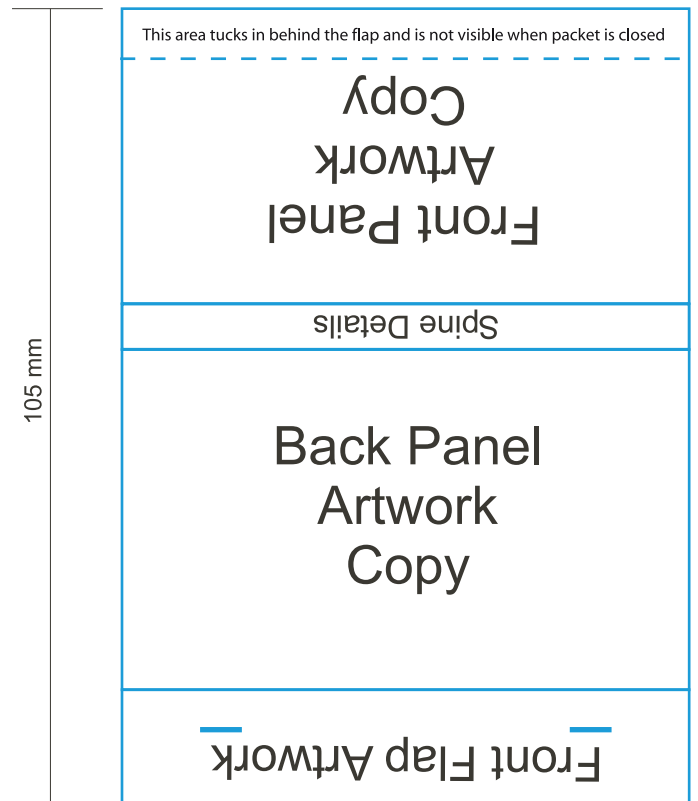 This area tucks in behind the flap and is not visible when packet is closed
Front Panel
Artwork
Copy
Spine Details
105 mm
Back Panel
Artwork
Copy
Front Flap Artwork